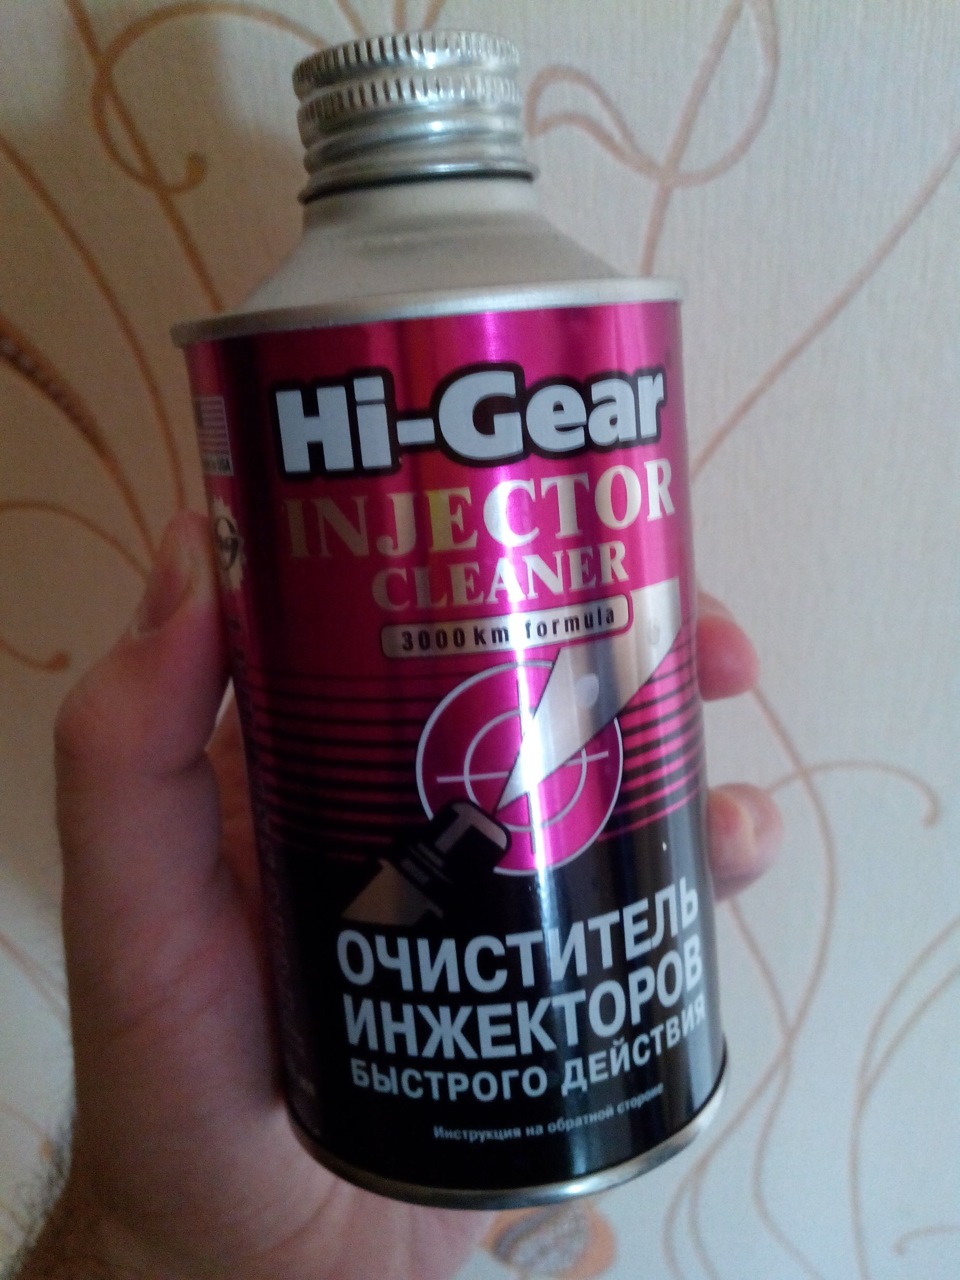 Hi-Gear
INJECTOR
CLEANER
3000 km formula
ОЧИСТИТЕЛЬ
ИНЖЕКТОРОВ
БЫСТРОГО ДЕЙСТВИЯ
Инструкция на обратной стороне